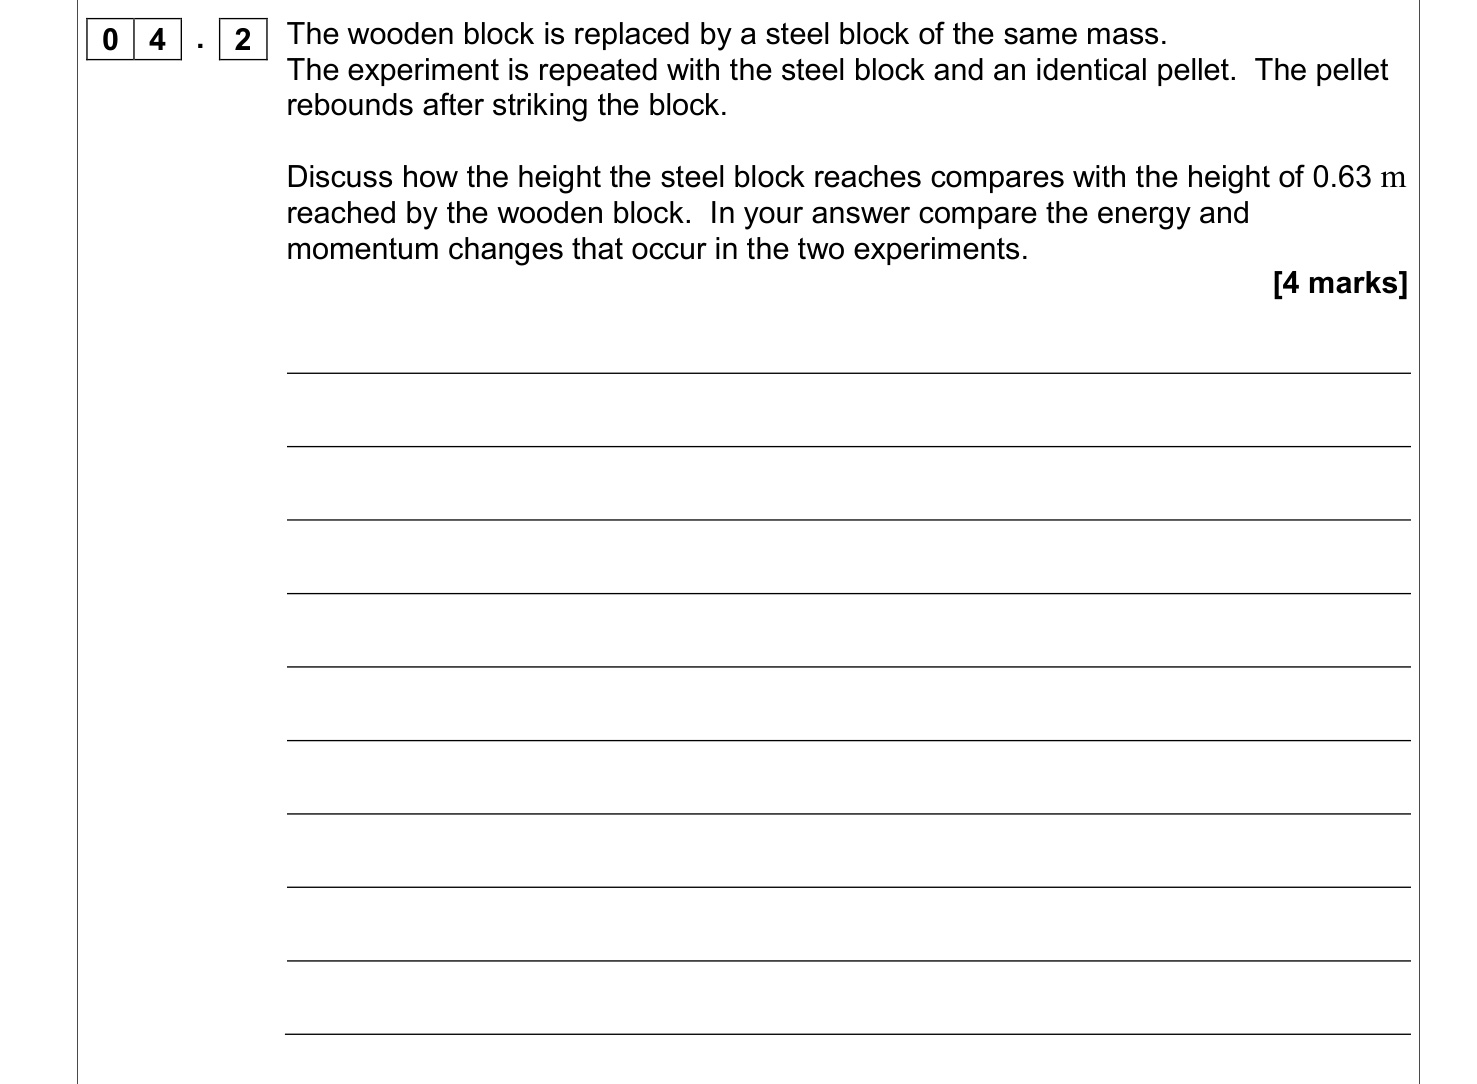 04.2 The wooden block is replaced by a steel block of the same mass.
The experiment is repeated with the steel block and an identical pellet. The pellet
rebounds after striking the block.
Discuss how the height the steel block reaches compares with the height of 0.63 m
reached by the wooden block. In your answer compare the energy and
momentum changes that occur in the two experiments.
[4 marks]